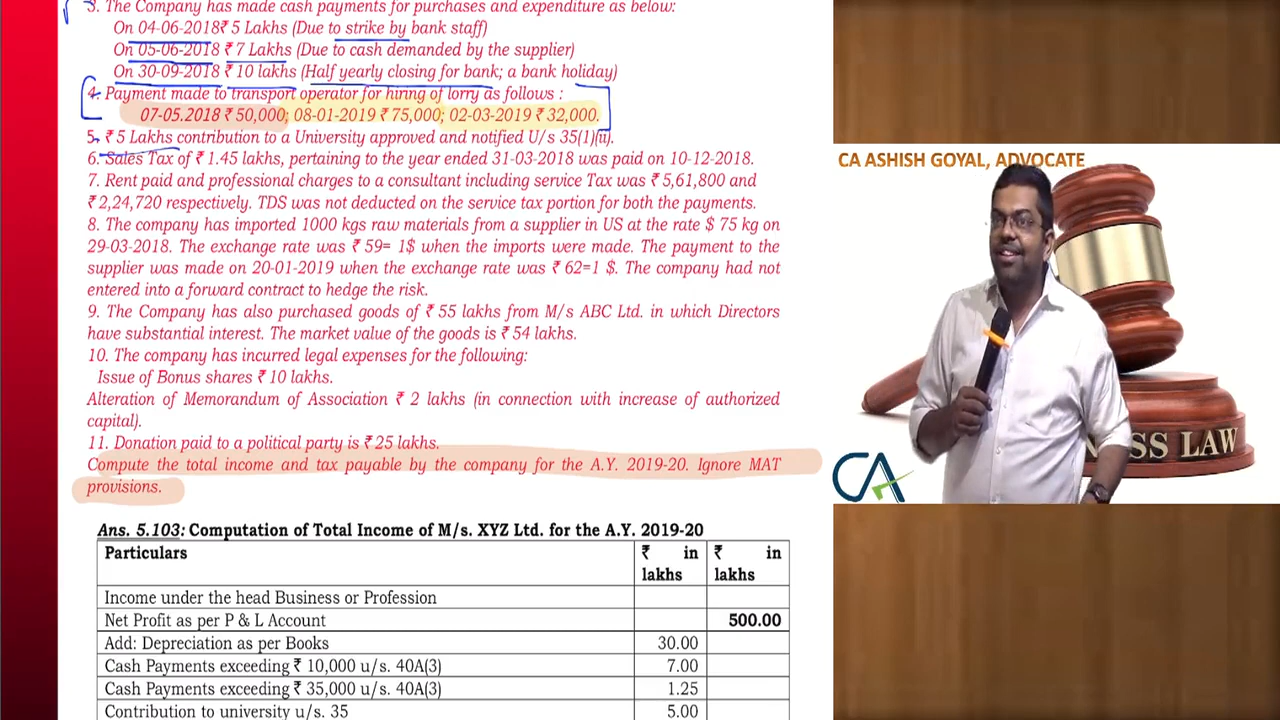 3. The Company has made cash payments for purchases and expenditure as below:
On 04-06-2018₹ 5 Lakhs (Due to strike by bank staff)
On 05-06-2018 ₹ 7 Lakhs (Due to cash demanded by the supplier)
On 30-09-2018 ₹ 10 lakhs (Half yearly closing for bank; a bank holiday)
4. Payment made to transport operator for hiring of lorry as follows :
07-05.2018 ₹ 50,000; 08-01-2019 ₹ 75,000; 02-03-2019 ₹ 32,000.
5. ₹ 5 Lakhs contribution to a University approved and notified U/s 35(1)(ii).
6. Sales Tax of ₹ 1.45 lakhs, pertaining to the year ended 31-03-2018 was paid on 10-12-2018.
7. Rent paid and professional charges to a consultant including service Tax was ₹ 5,61,800 and
₹ 2,24,720 respectively. TDS was not deducted on the service tax portion for both the payments.
8. The company has imported 1000 kgs raw materials from a supplier in US at the rate $ 75 kg on
29-03-2018. The exchange rate was ₹ 59= 1$ when the imports were made. The payment to the
supplier was made on 20-01-2019 when the exchange rate was ₹ 62=1 $. The company had not
entered into a forward contract to hedge the risk.
9. The Company has also purchased goods of ₹ 55 lakhs from M/s ABC Ltd. in which Directors
have substantial interest. The market value of the goods is ₹ 54 lakhs.
10. The company has incurred legal expenses for the following:
Issue of Bonus shares ₹ 10 lakhs.
Alteration of Memorandum of Association ₹ 2 lakhs (in connection with increase of authorized
capital).
11. Donation paid to a political party is ₹ 25 lakhs.
Compute the total income and tax payable by the company for the A.Y. 2019-20. Ignore MAT
provisions.
Ans. 5.103: Computation of Total Income of M/s. XYZ Ltd. for the A.Y. 2019-20
Particulars ₹ in lakhs ₹ in lakhs
Income under the head Business or Profession
Net Profit as per P & L Account 500.00
Add: Depreciation as per Books 30.00
Cash Payments exceeding ₹ 10,000 u/s. 40A(3) 7.00
Cash Payments exceeding ₹ 35,000 u/s. 40A(3) 1.25
Contribution to university u/s. 35 5.00
CA ASHISH GOYAL, ADVOCATE
SS LAW
CA